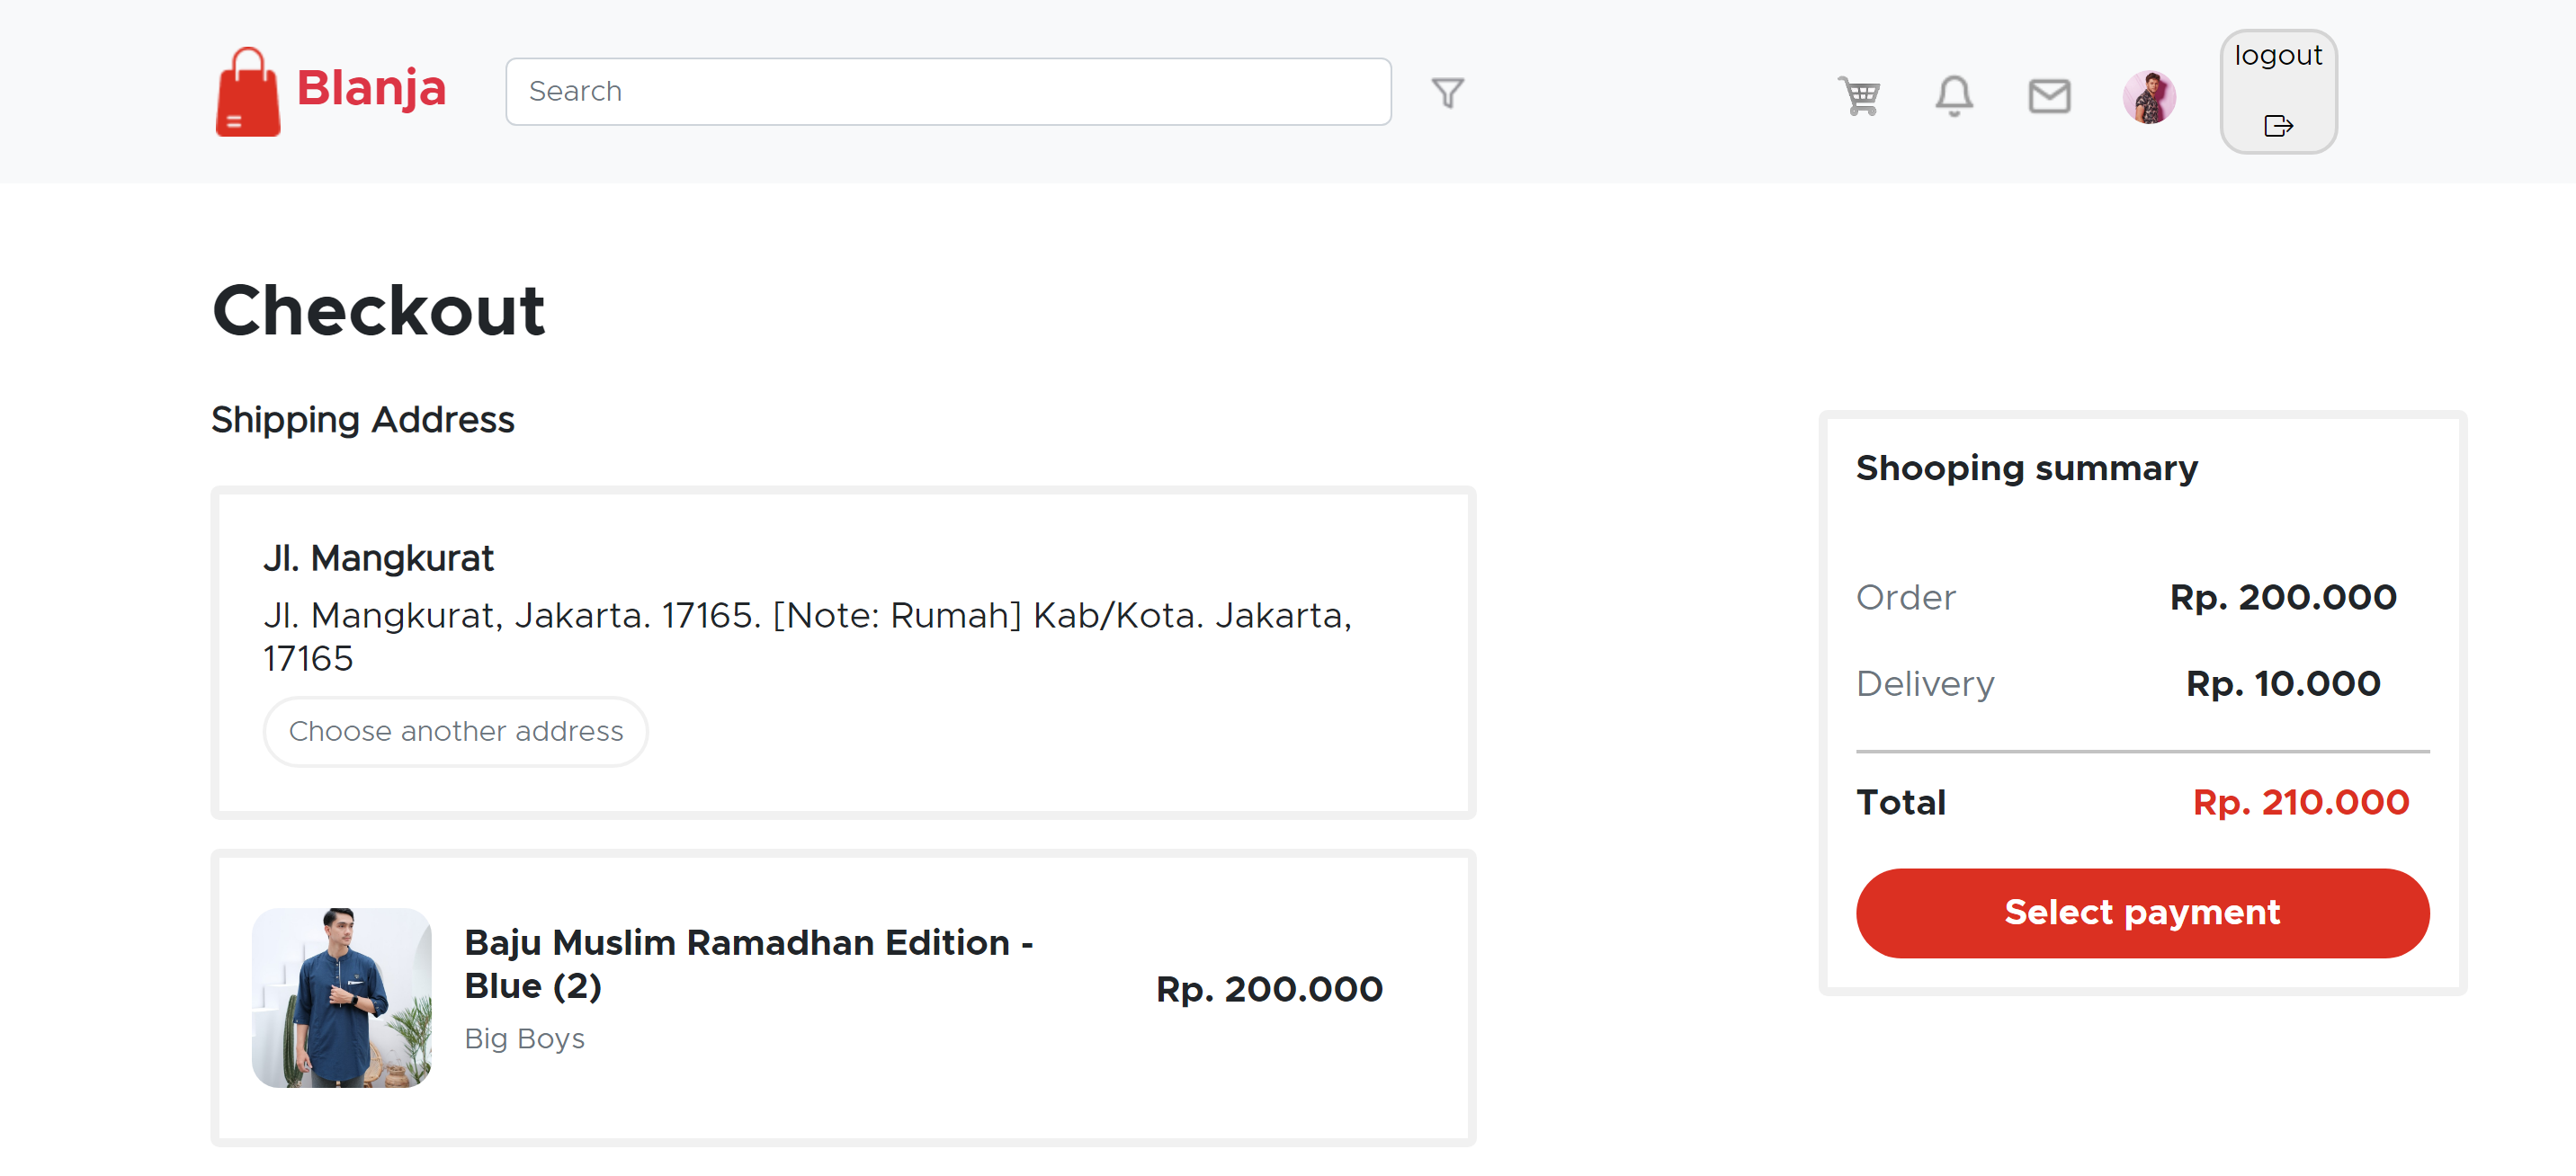 Blanja
Search
logout
Checkout
Shipping Address
Jl. Mangkurat
Jl. Mangkurat, Jakarta. 17165. [Note: Rumah] Kab/Kota. Jakarta,
17165
Choose another address
Baju Muslim Ramadhan Edition -
Blue (2)
Big Boys
Rp. 200.000
Shooping summary
Order Rp. 200.000
Delivery Rp. 10.000
Total Rp. 210.000
Select payment